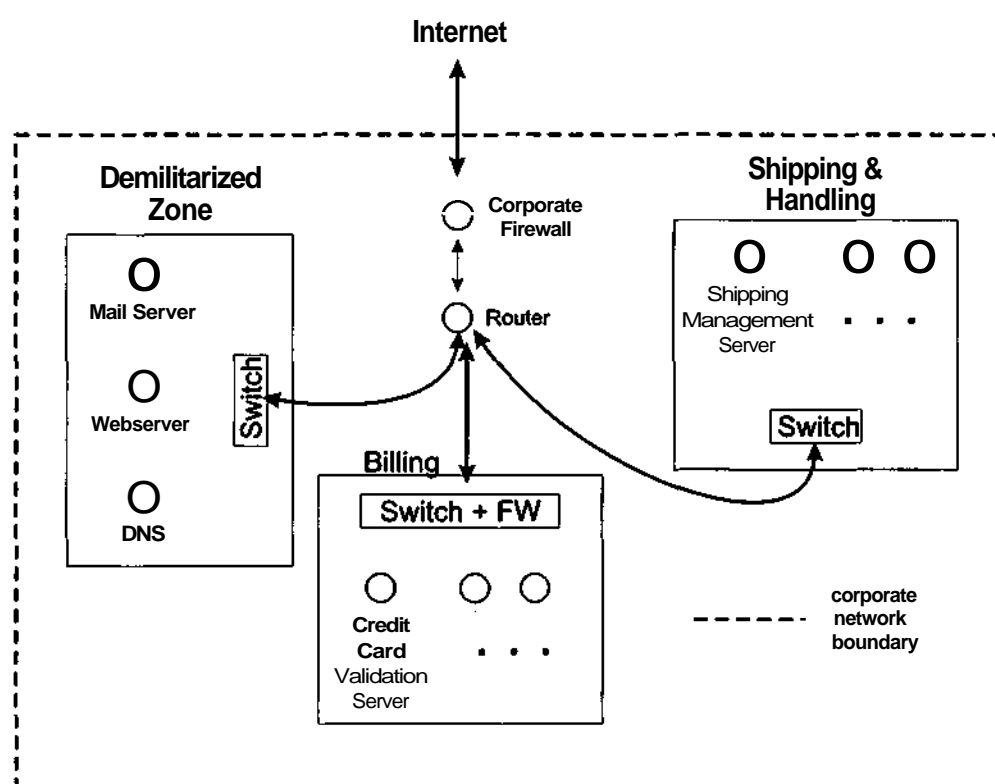 Internet
Demilitarized
Zone
Mail Server
Webserver
DNS
Switch
Corporate
Firewall
Router
Shipping &
Handling
Shipping
Management
Server
. . .
Switch
Billing
Switch + FW
Credit
Card
Validation
Server
. . .
corporate
network
boundary